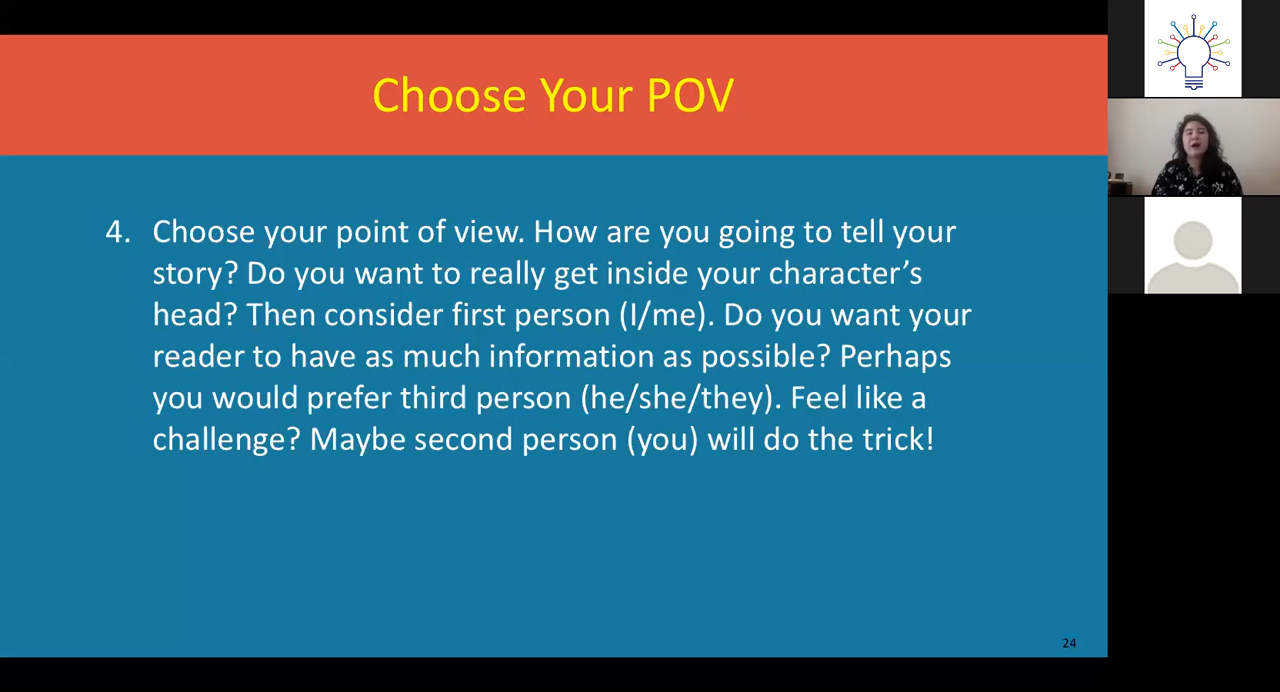 Choose Your POV
4. Choose your point of view. How are you going to tell your
story? Do you want to really get inside your character’s
head? Then consider first person (I/me). Do you want your
reader to have as much information as possible? Perhaps
you would prefer third person (he/she/they). Feel like a
challenge? Maybe second person (you) will do the trick!
24